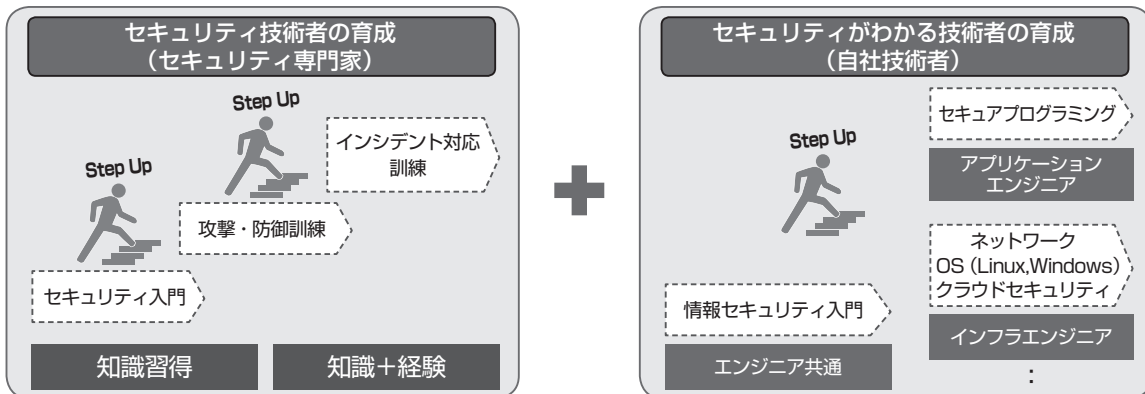 セキュリティ技術者の育成
（セキュリティ専門家）
Step Up
インシデント対応
訓練
Step Up
攻撃・防御訓練
セキュリティ入門
知識習得
知識＋経験
セキュリティがわかる技術者の育成
（自社技術者）
セキュアプログラミング
Step Up
アプリケーション
エンジニア
ネットワーク
OS（Linux,Windows）
クラウドセキュリティ
情報セキュリティ入門
インフラエンジニア
エンジニア共通
：